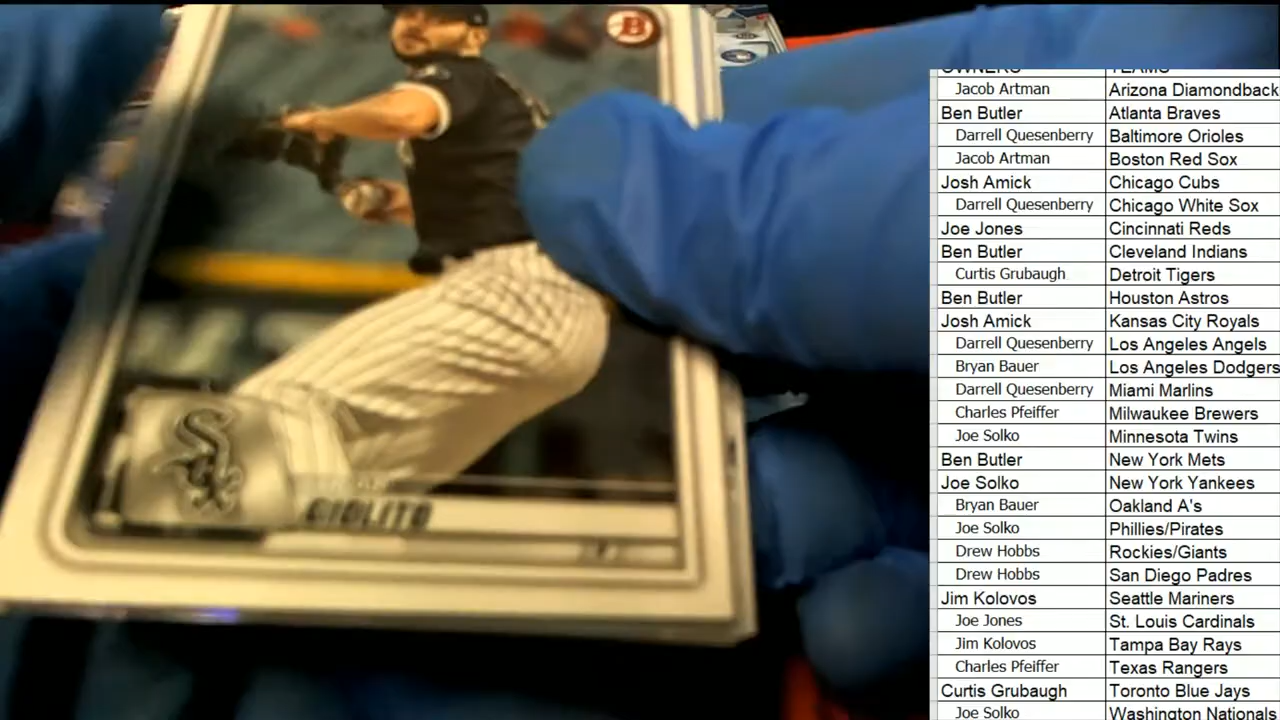 B
Sox
GIOLITO
OWNERS TEAMS
Jacob Artman Arizona Diamondback
Ben Butler Atlanta Braves
Darrell Quesenberry Baltimore Orioles
Jacob Artman Boston Red Sox
Josh Amick Chicago Cubs
Darrell Quesenberry Chicago White Sox
Joe Jones Cincinnati Reds
Ben Butler Cleveland Indians
Curtis Grubaugh Detroit Tigers
Ben Butler Houston Astros
Josh Amick Kansas City Royals
Darrell Quesenberry Los Angeles Angels
Bryan Bauer Los Angeles Dodgers
Darrell Quesenberry Miami Marlins
Charles Pfeiffer Milwaukee Brewers
Joe Solko Minnesota Twins
Ben Butler New York Mets
Joe Solko New York Yankees
Bryan Bauer Oakland A's
Joe Solko Phillies/Pirates
Drew Hobbs Rockies/Giants
Drew Hobbs San Diego Padres
Jim Kolovos Seattle Mariners
Joe Jones St. Louis Cardinals
Jim Kolovos Tampa Bay Rays
Charles Pfeiffer Texas Rangers
Curtis Grubaugh Toronto Blue Jays
Joe Solko Washington Nationals